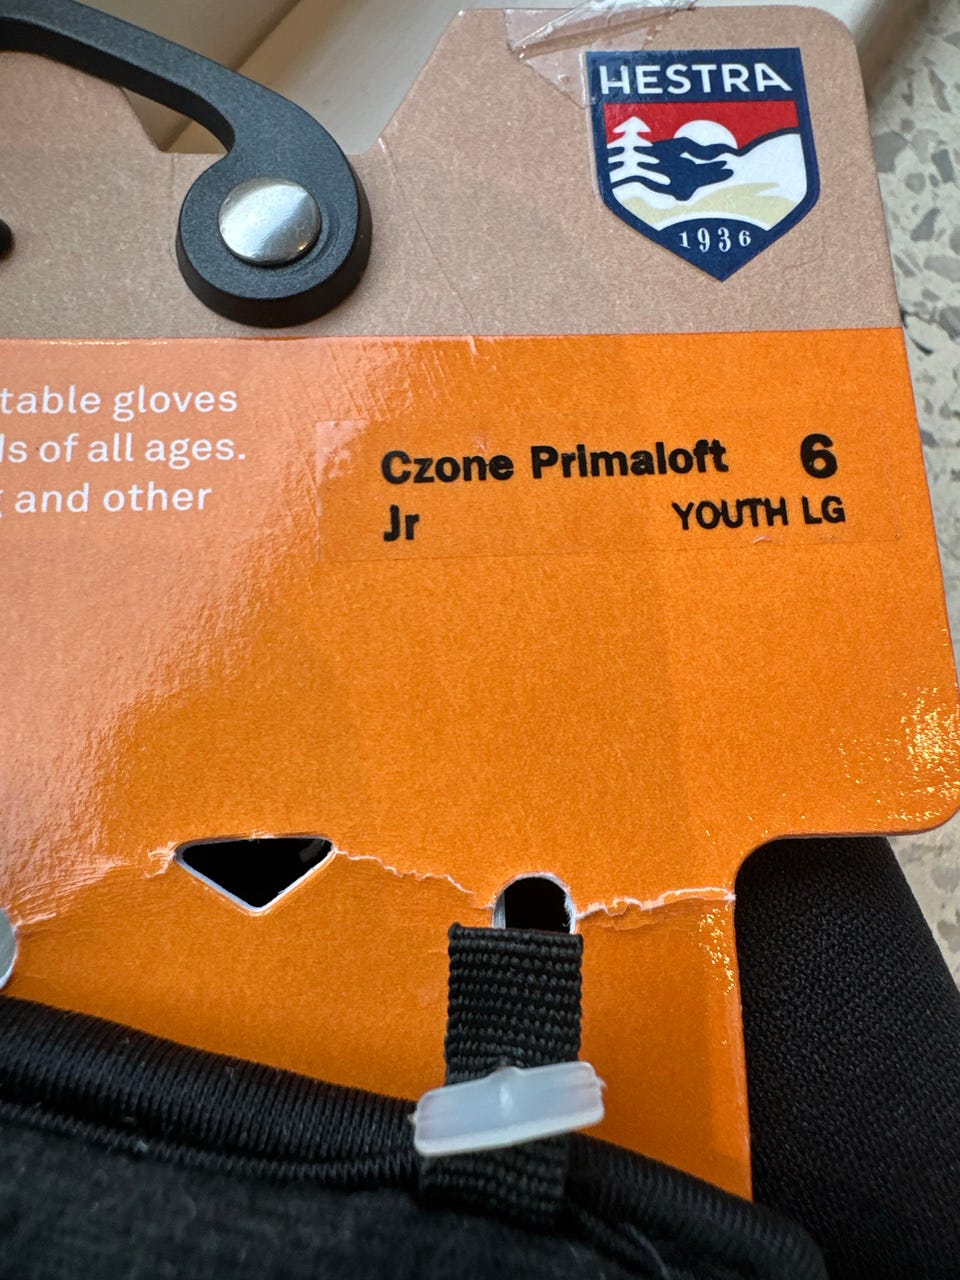 HESTRA
1936
table gloves
ls of all ages.
and other
Czone Primaloft 6
Jr YOUTH LG